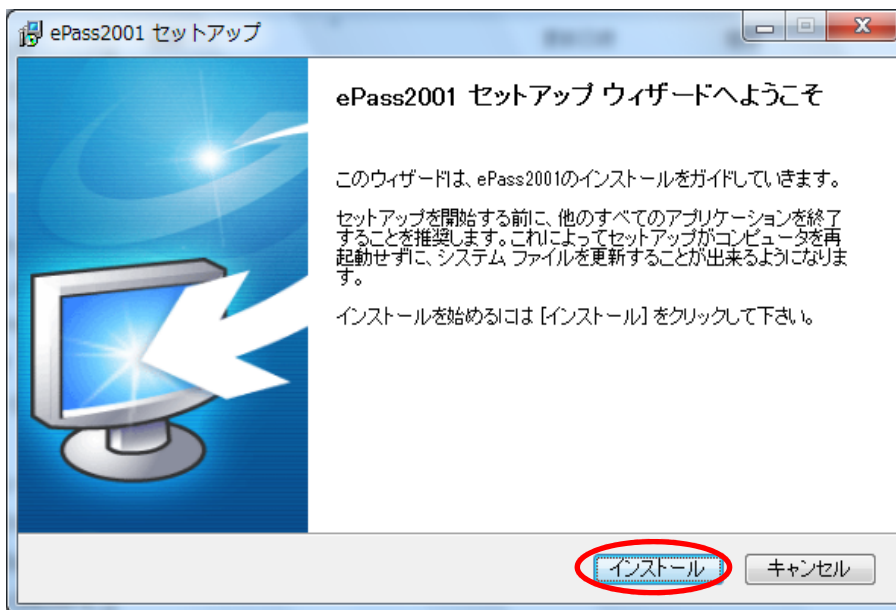 ePass2001 セットアップ
ePass2001 セットアップ ウィザードへようこそ
このウィザードは、ePass2001のインストールをガイドしていきます。
セットアップを開始する前に、他のすべてのアプリケーションを終了
することを推奨します。これによってセットアップがコンピュータを再
起動せずに、システム ファイルを更新することが出来るようになりま
す。
インストールを始めるには [インストール] をクリックして下さい。
インストール
キャンセル